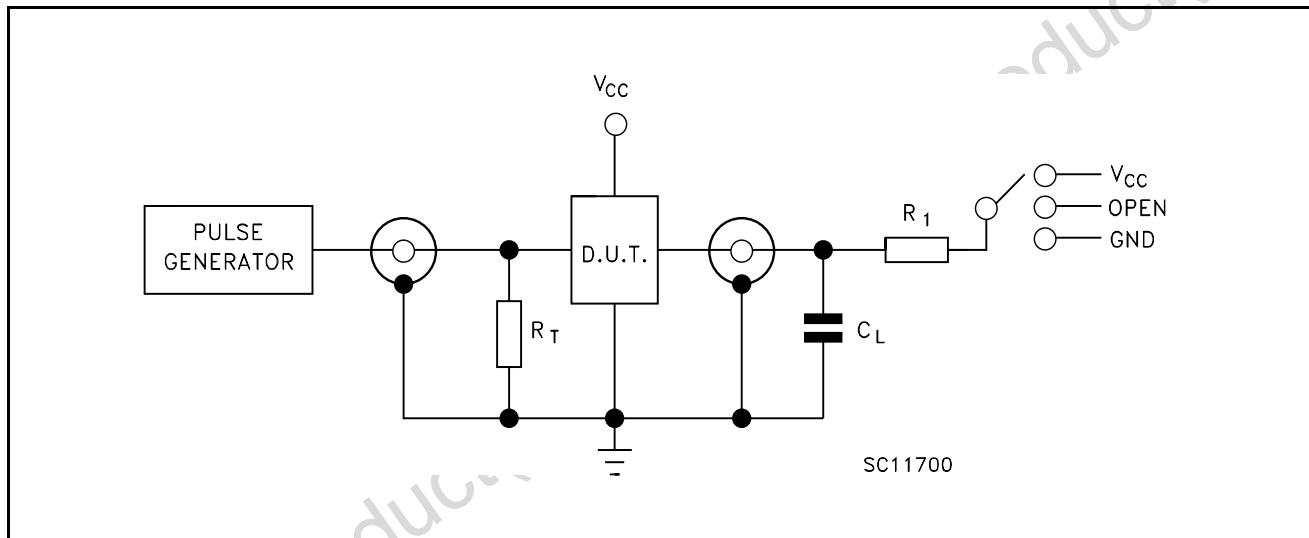 VCC
PULSE
GENERATOR
D.U.T.
RT
CL
R1
VCC
OPEN
GND
SC11700